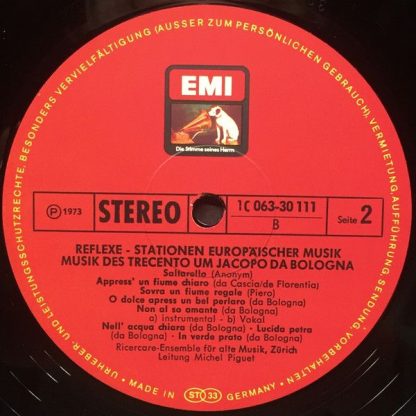 URHEBER- UND LEISTUNGSSCHUTZRECHTE, BESONDERS VERVIELFÄLTIGUNG (AUSSER ZUM PERSÖNLICHEN GEBRAUCH), VERMIETUNG, AUFFÜHRUNG, SENDUNG, VORBEHALTEN
EMI
Die Stimme seines Herrn
Ⓟ 1973
STEREO
1C 063-30 111
B
Seite 2
REFLEXE - STATIONEN EUROPÄISCHER MUSIK
MUSIK DES TRECENTO UM JACOPO DA BOLOGNA
Saltarello (Anonym)
Appress' un fiume chiaro (da Cascia/de Florentia)
Sovra un fiume regale (Piero)
O dolce apress un bel perlaro (da Bologna)
Non al so amante (da Bologna)
a) instrumental - b) Vokal
Nell' acqua chiara (da Bologna) - Lucida petra
(da Bologna) - In verde prato (da Bologna)
Ricercare-Ensemble für alte Musik, Zürich
Leitung Michel Piguet
MADE IN GERMANY
ST 33